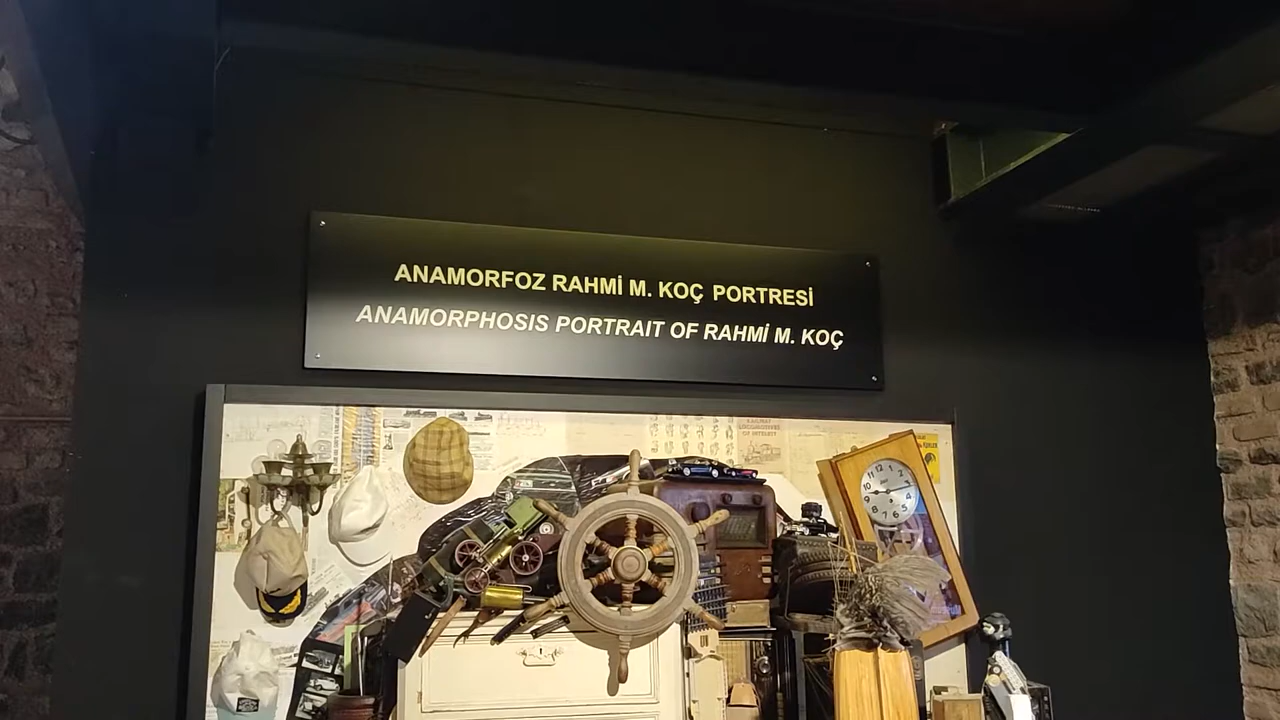 ANAMORFOZ RAHMİ M. KOÇ PORTRESİ
ANAMORPHOSIS PORTRAIT OF RAHMİ M. KOÇ